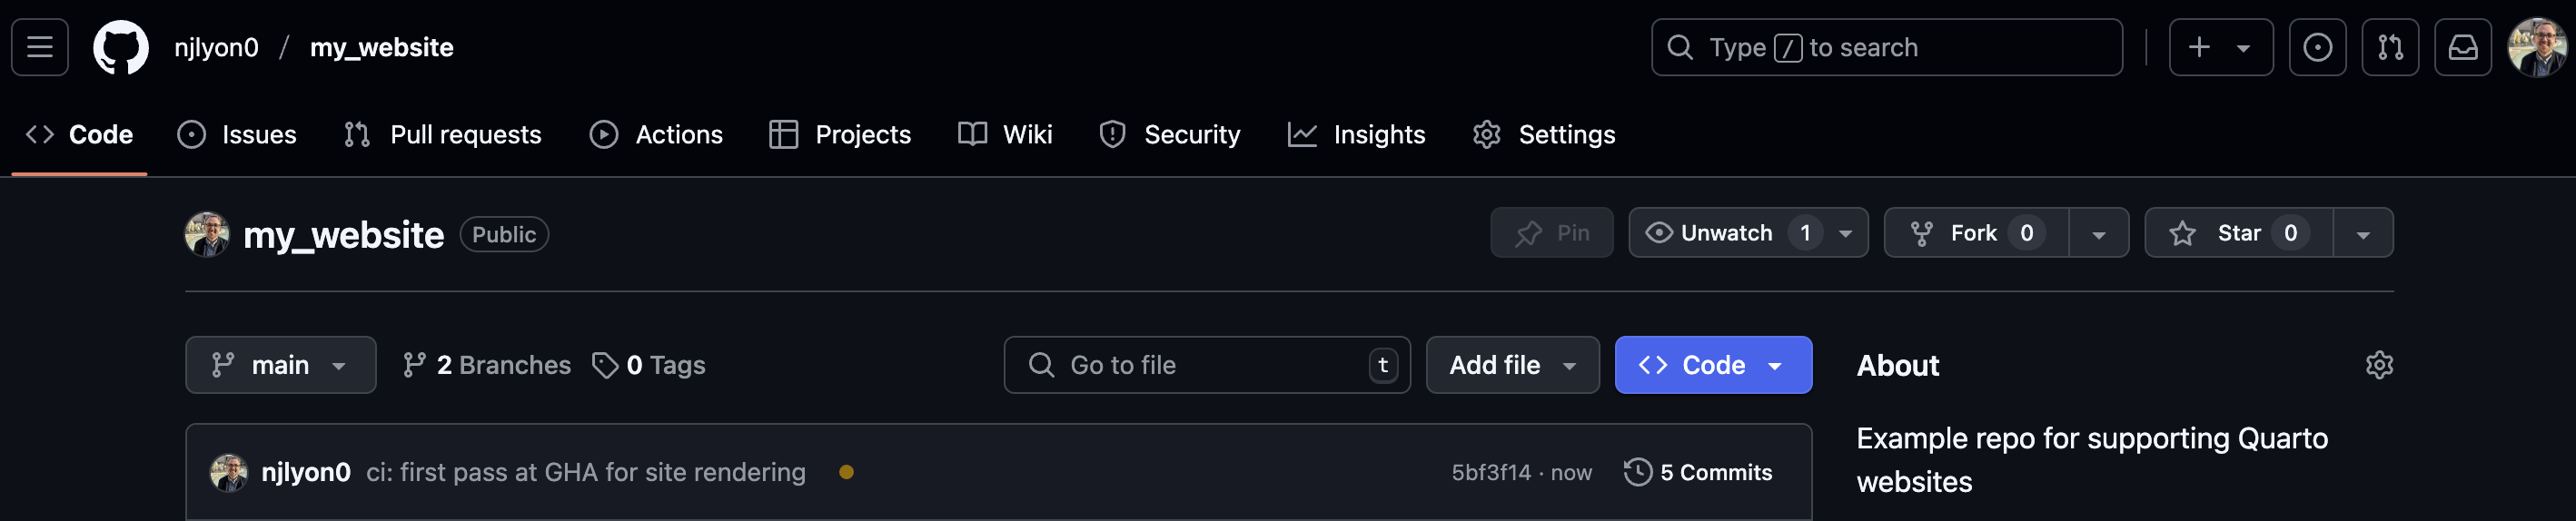 njlyon0 / my_website
Type / to search
Code Issues Pull requests Actions Projects Wiki Security Insights Settings
my_website Public
Pin Unwatch 1 Fork 0 Star 0
main 2 Branches 0 Tags
Go to file t Add file Code
About
Example repo for supporting Quarto
websites
njlyon0 ci: first pass at GHA for site rendering
5bf3f14 · now 5 Commits